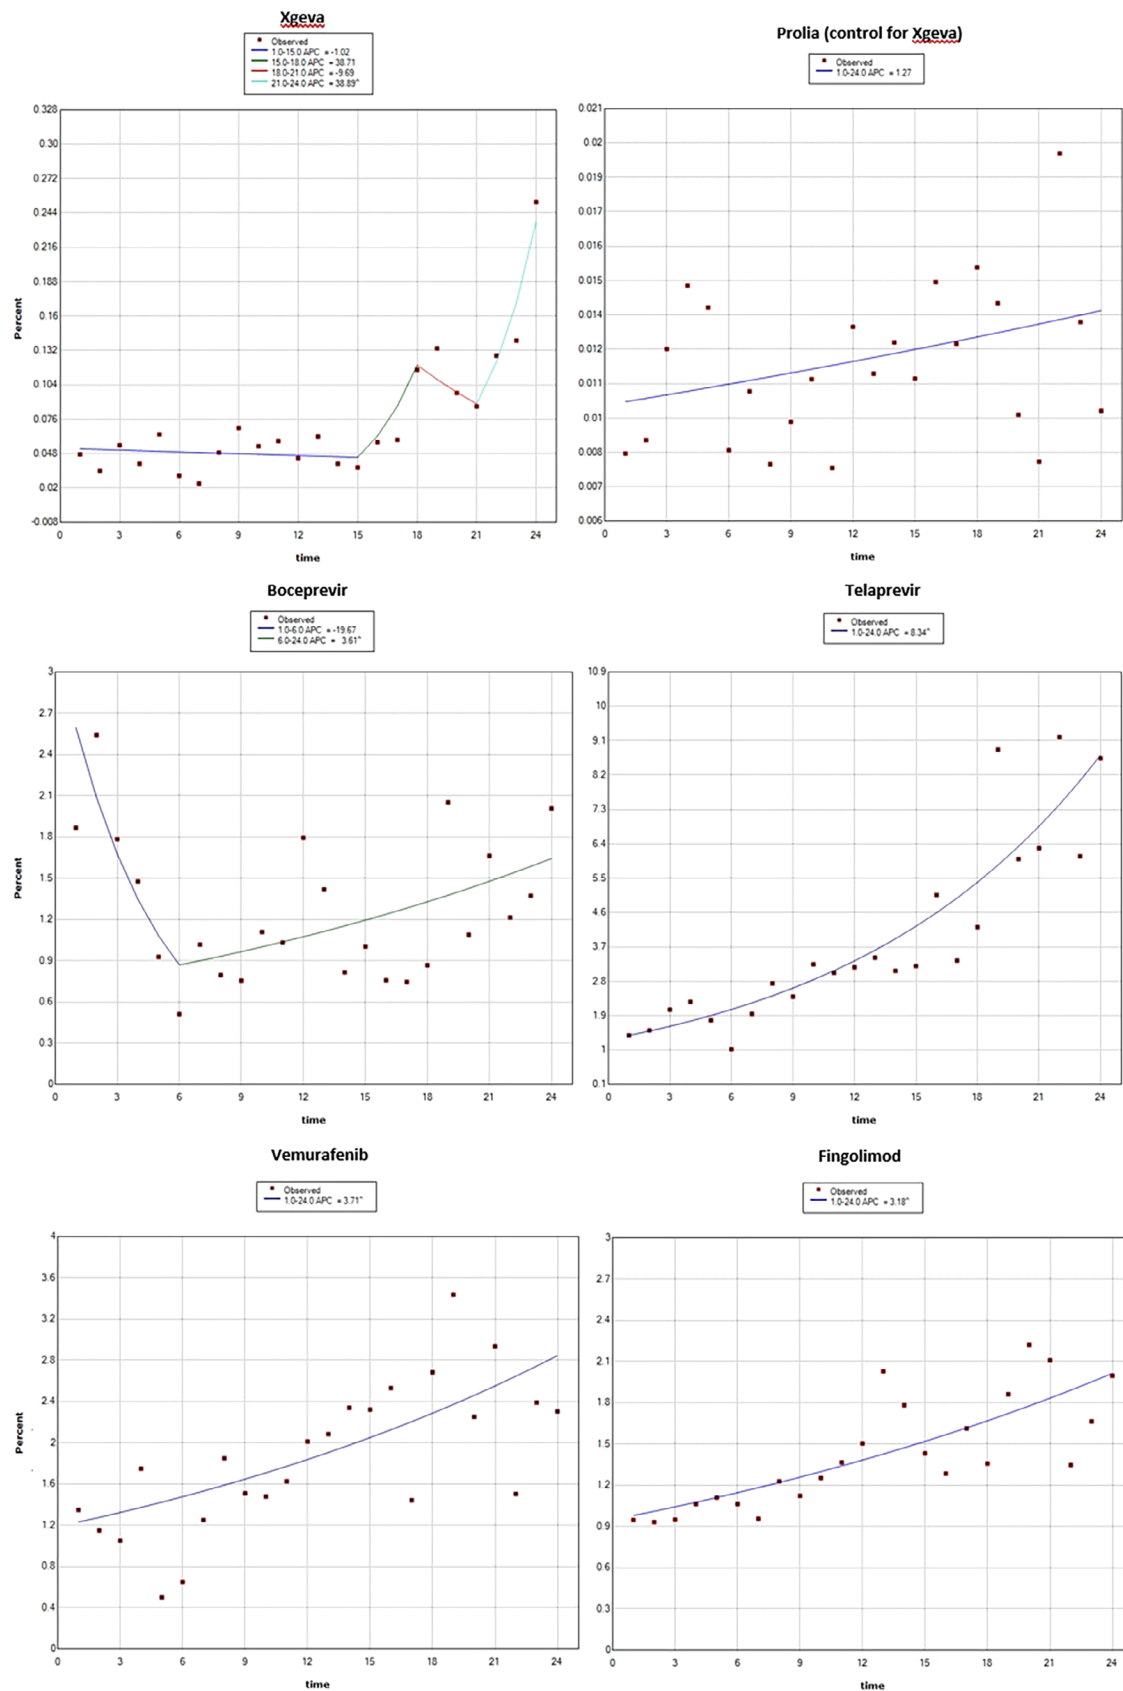 Xgeva
Observed
1.0-15.0 APC = -1.02
15.0-18.0 APC = 38.71
18.0-21.0 APC = -9.69
21.0-24.0 APC = 38.89^
0.328
0.30
0.272
0.244
0.216
0.188
0.16
0.132
0.104
0.076
0.048
0.02
-0.008
Percent
0 3 6 9 12 15 18 21 24
time
Prolia (control for Xgeva)
Observed
1.0-24.0 APC = 1.27
0.021
0.02
0.019
0.017
0.016
0.015
0.014
0.012
0.011
0.01
0.008
0.007
0.006
0 3 6 9 12 15 18 21 24
time
Boceprevir
Observed
1.0-6.0 APC = -19.67
6.0-24.0 APC = 3.61^
3
2.7
2.4
2.1
1.8
1.5
1.2
0.9
0.6
0.3
0
Percent
0 3 6 9 12 15 18 21 24
time
Telaprevir
Observed
1.0-24.0 APC = 8.34^
10.9
10
9.1
8.2
7.3
6.4
5.5
4.6
3.7
2.8
1.9
1
0.1
0 3 6 9 12 15 18 21 24
time
Vemurafenib
Observed
1.0-24.0 APC = 3.71^
4
3.6
3.2
2.8
2.4
2
1.6
1.2
0.8
0.4
0
Percent
0 3 6 9 12 15 18 21 24
time
Fingolimod
Observed
1.0-24.0 APC = 3.18^
3
2.7
2.4
2.1
1.8
1.5
1.2
0.9
0.6
0.3
0
0 3 6 9 12 15 18 21 24
time